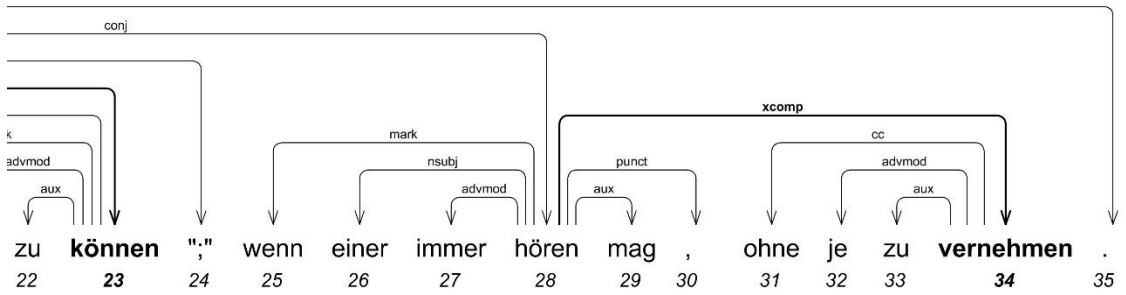 conj
xcomp
k mark cc
advmod nsubj punct advmod
aux advmod aux aux
zu können ";" wenn einer immer hören mag , ohne je zu vernehmen .
22 23 24 25 26 27 28 29 30 31 32 33 34 35